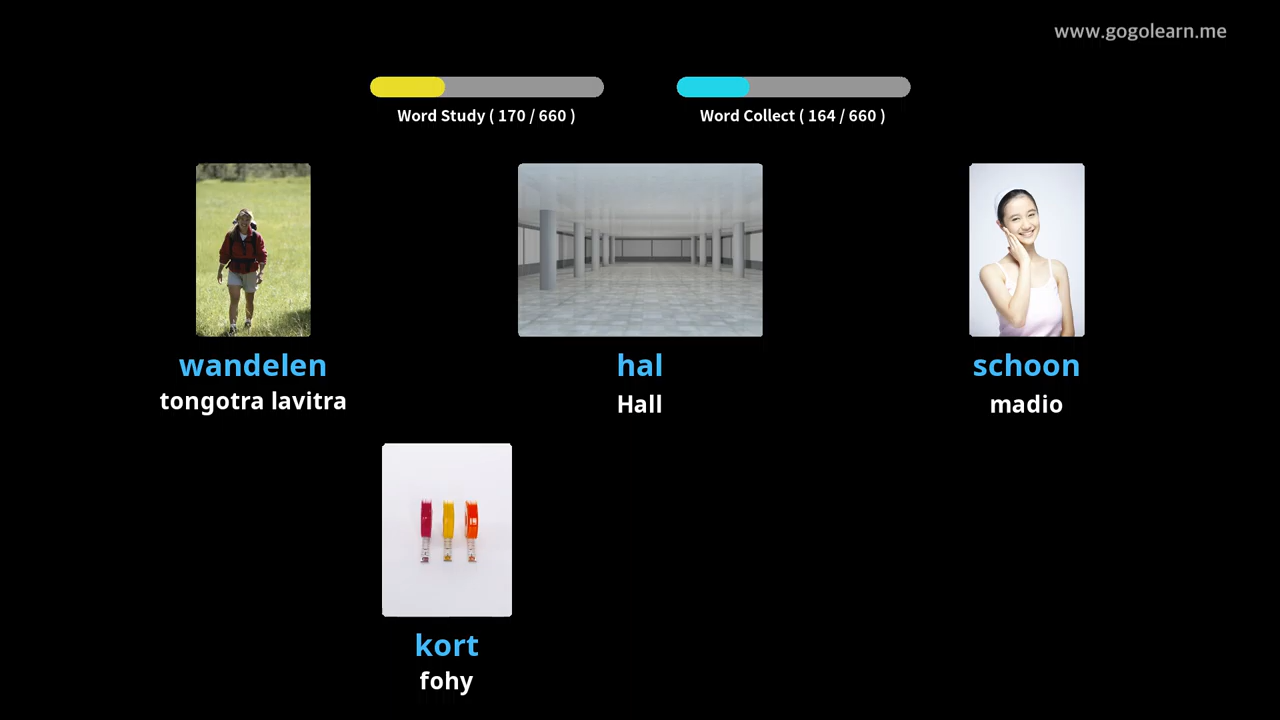 www.gogolearn.me
Word Study ( 170 / 660 )
Word Collect ( 164 / 660 )
wandelen
tongotra lavitra
hal
Hall
schoon
madio
kort
fohy